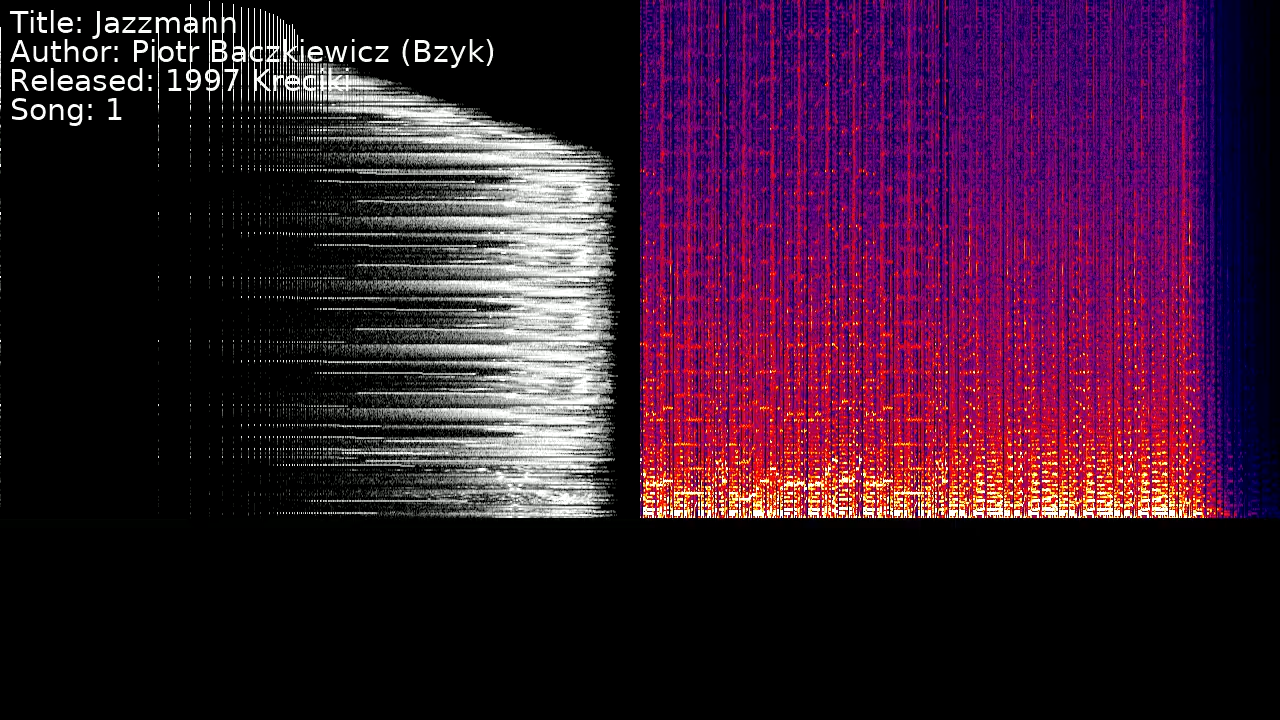 Title: Jazzmann
Author: Piotr Baczkiewicz (Bzyk)
Released: 1997 Kreciki
Song: 1